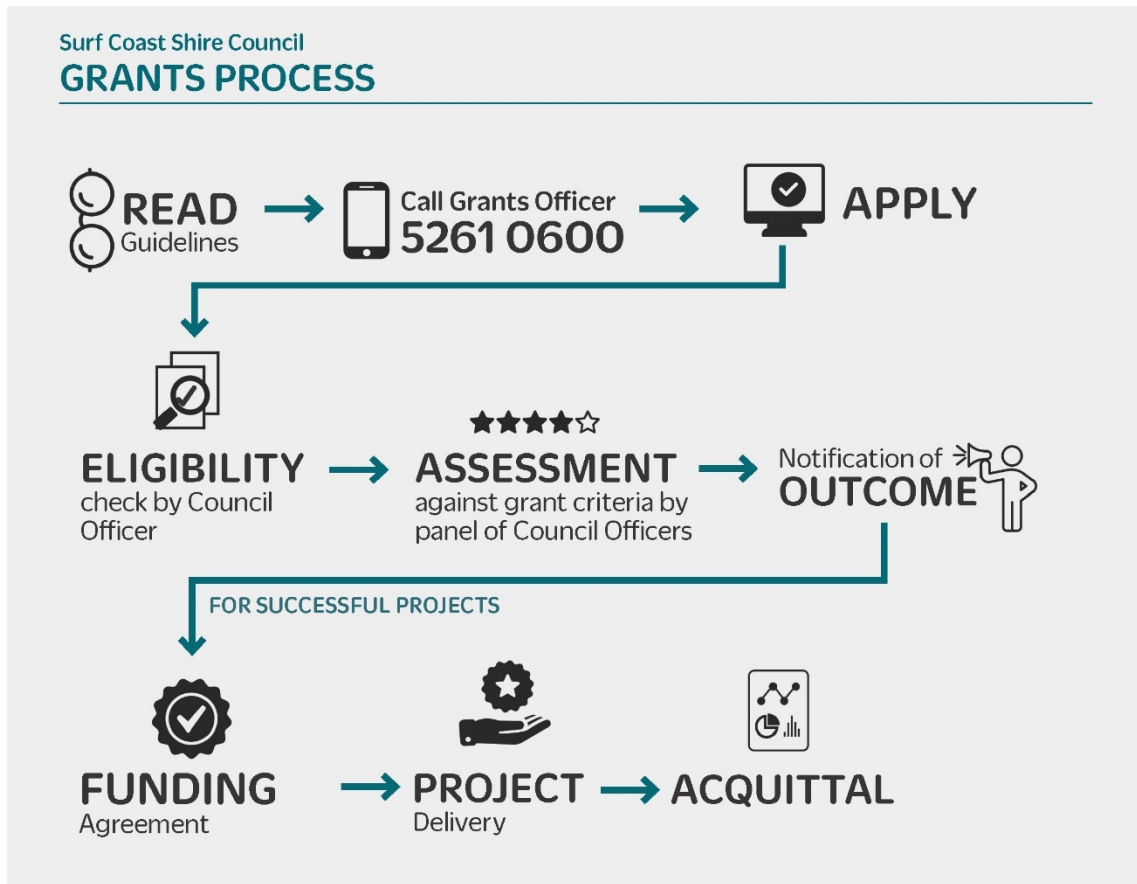 Surf Coast Shire Council
GRANTS PROCESS
READ
Guidelines
Call Grants Officer
5261 0600
APPLY
ELIGIBILITY
check by Council
Officer
ASSESSMENT
against grant criteria by
panel of Council Officers
Notification of
OUTCOME
FOR SUCCESSFUL PROJECTS
FUNDING
Agreement
PROJECT
Delivery
ACQUITTAL